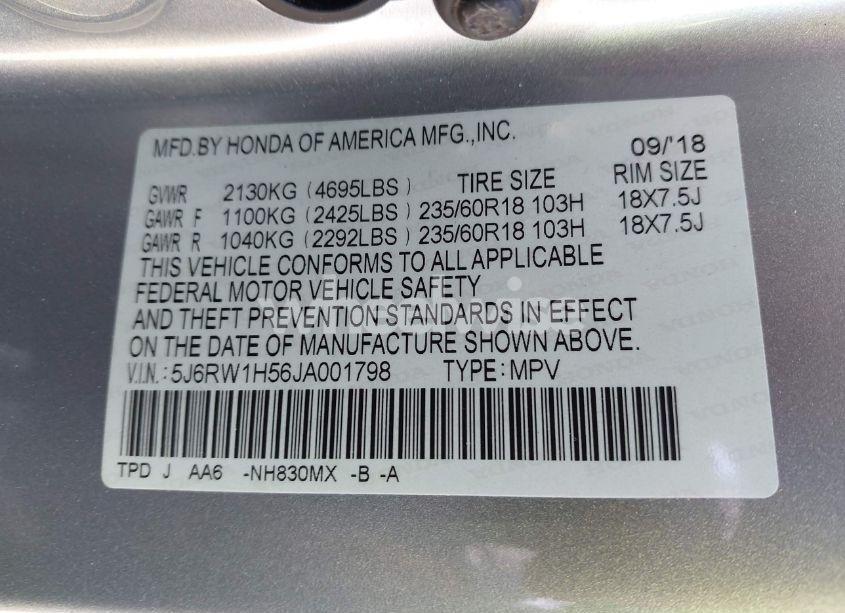 MFD.BY HONDA OF AMERICA MFG.,INC. 09/'18
GVWR 2130KG (4695LBS) TIRE SIZE RIM SIZE
GAWR F 1100KG (2425LBS) 235/60R18 103H 18X7.5J
GAWR R 1040KG (2292LBS) 235/60R18 103H 18X7.5J
THIS VEHICLE CONFORMS TO ALL APPLICABLE
FEDERAL MOTOR VEHICLE SAFETY
AND THEFT PREVENTION STANDARDS IN EFFECT
ON THE DATE OF MANUFACTURE SHOWN ABOVE.
V.I.N.: 5J6RW1H56JA001798 TYPE: MPV
TPD J AA6 -NH830MX -B -A